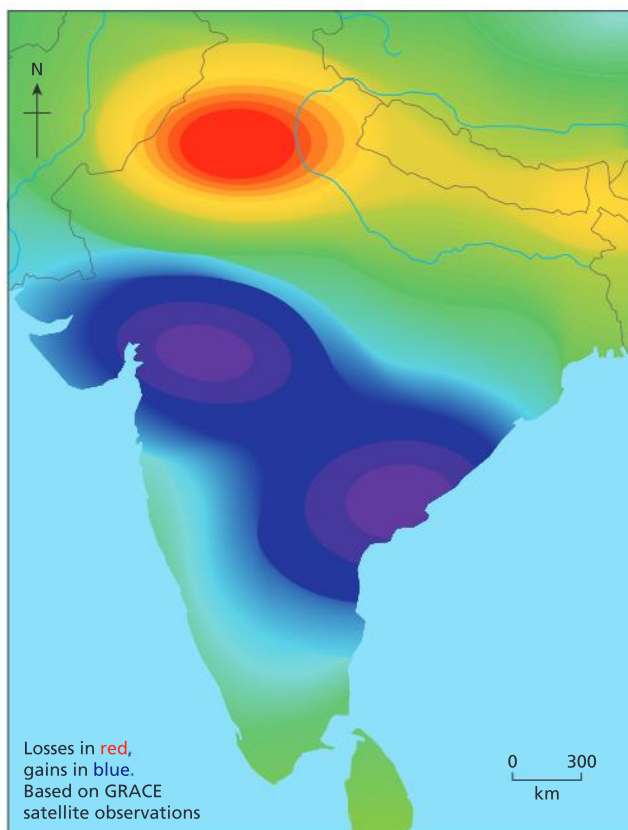 N
Losses in red,
gains in blue.
Based on GRACE
satellite observations
0 300
km